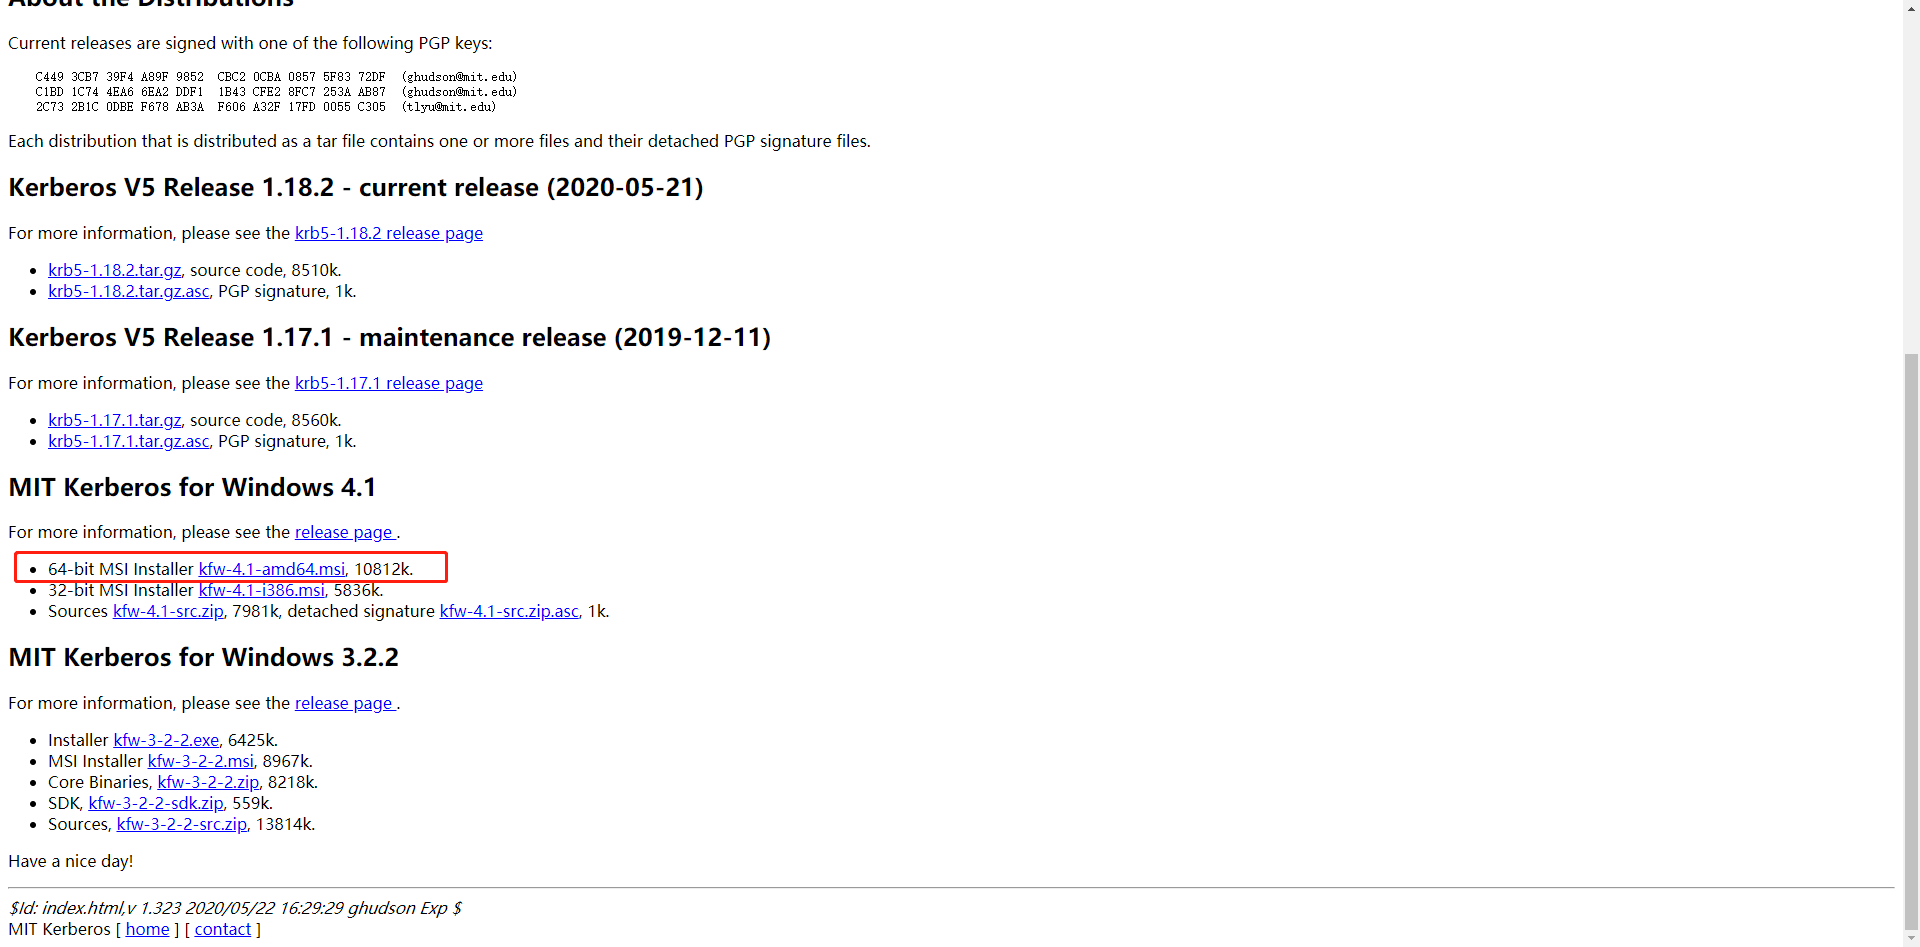 About the Distributions
Current releases are signed with one of the following PGP keys:
C449 3CB7 39F4 A89F 9852  CBC2 0CBA 0857 5F83 72DF  (ghudson@mit.edu)
C1BD 1C74 4EA6 6EA2 DDF1  1B43 CFE2 8FC7 253A AB87  (ghudson@mit.edu)
2C73 2B1C 0DBE F678 AB3A  F606 A32F 17FD 0055 C305  (tlyu@mit.edu)
Each distribution that is distributed as a tar file contains one or more files and their detached PGP signature files.
Kerberos V5 Release 1.18.2 - current release (2020-05-21)
For more information, please see the krb5-1.18.2 release page
• krb5-1.18.2.tar.gz, source code, 8510k.
• krb5-1.18.2.tar.gz.asc, PGP signature, 1k.
Kerberos V5 Release 1.17.1 - maintenance release (2019-12-11)
For more information, please see the krb5-1.17.1 release page
• krb5-1.17.1.tar.gz, source code, 8560k.
• krb5-1.17.1.tar.gz.asc, PGP signature, 1k.
MIT Kerberos for Windows 4.1
For more information, please see the release page .
• 64-bit MSI Installer kfw-4.1-amd64.msi, 10812k.
• 32-bit MSI Installer kfw-4.1-i386.msi, 5836k.
• Sources kfw-4.1-src.zip, 7981k, detached signature kfw-4.1-src.zip.asc, 1k.
MIT Kerberos for Windows 3.2.2
For more information, please see the release page .
• Installer kfw-3-2-2.exe, 6425k.
• MSI Installer kfw-3-2-2.msi, 8967k.
• Core Binaries, kfw-3-2-2.zip, 8218k.
• SDK, kfw-3-2-2-sdk.zip, 559k.
• Sources, kfw-3-2-2-src.zip, 13814k.
Have a nice day!
$Id: index.html,v 1.323 2020/05/22 16:29:29 ghudson Exp $
MIT Kerberos [ home ] [ contact ]